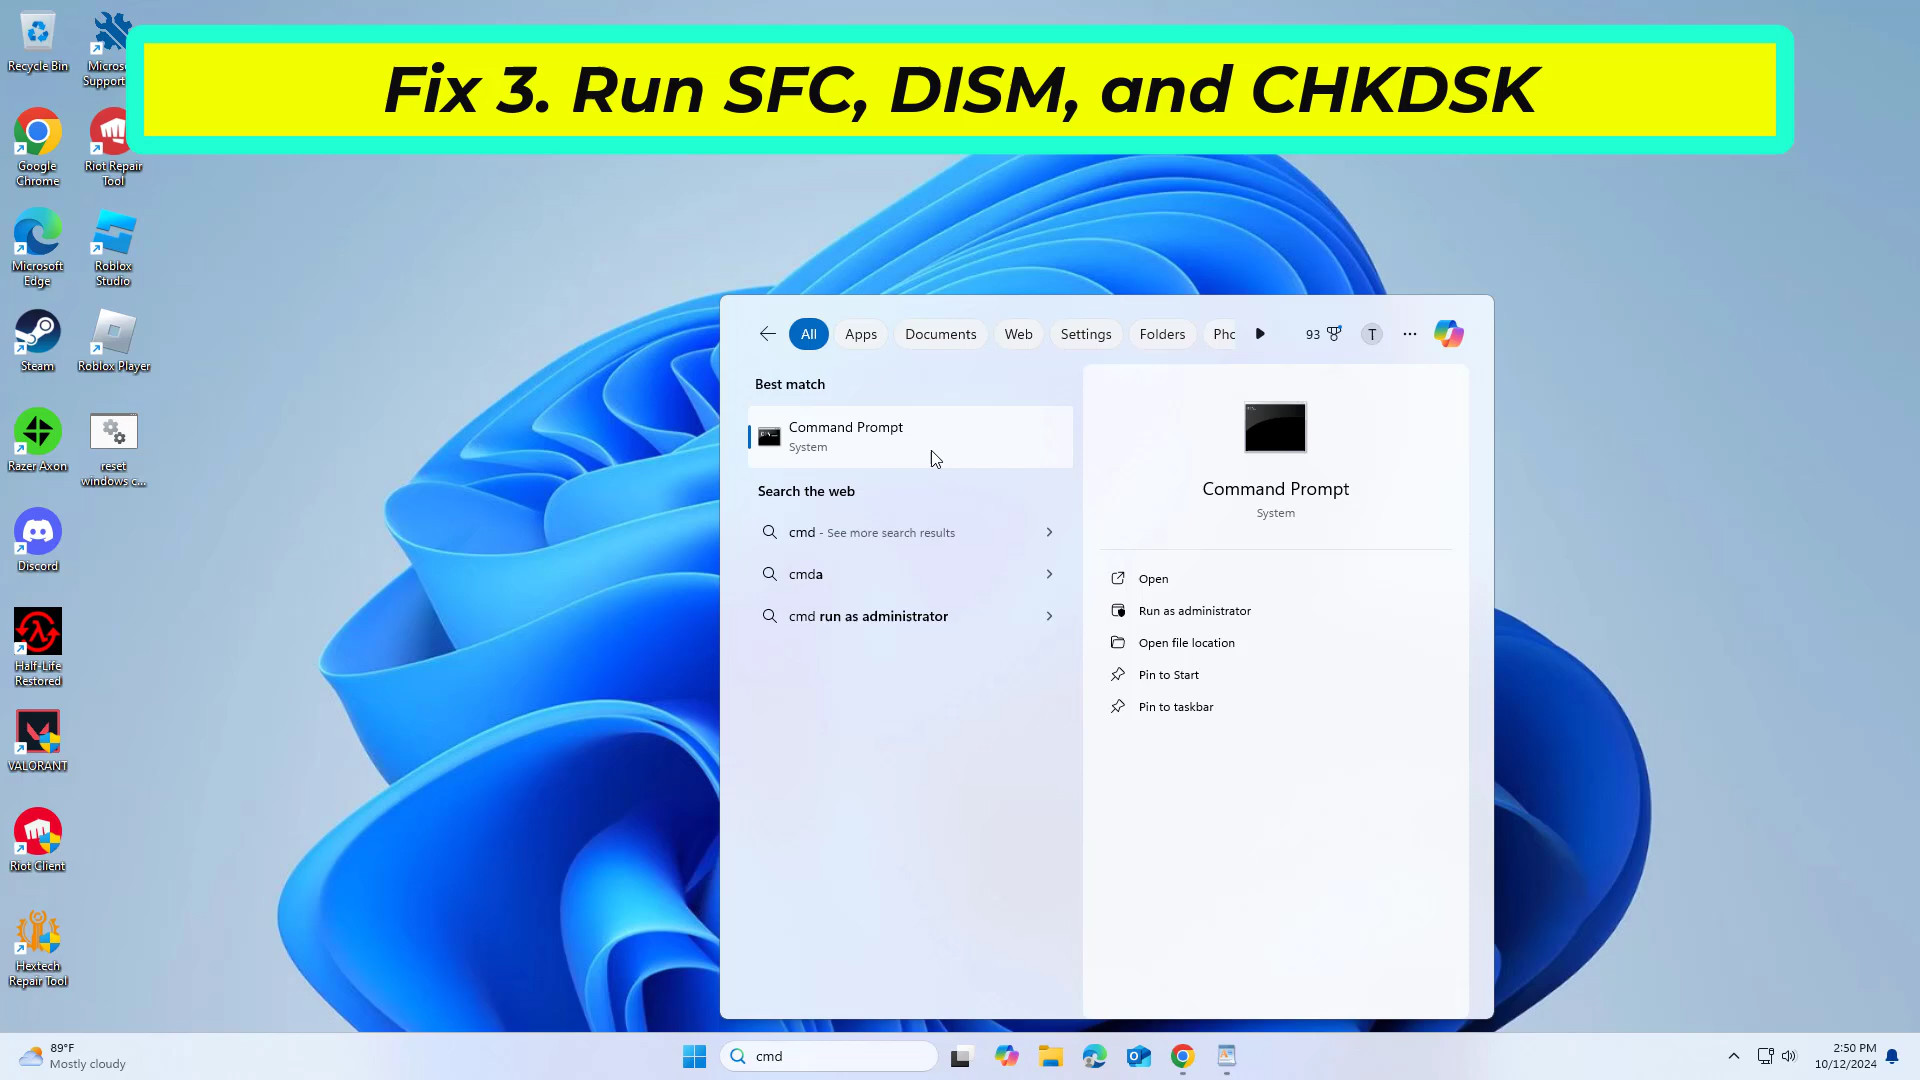 Fix 3. Run SFC, DISM, and CHKDSK
Recycle Bin
Micros
Support
Google
Chrome
Riot Repair
Tool
Microsoft
Edge
Roblox
Studio
Steam
Roblox Player
Razer Axon
reset
windows c...
Discord
Half-Life
Restored
VALORANT
Riot Client
Hextech
Repair Tool
All
Apps
Documents
Web
Settings
Folders
Pho
93
T
Best match
Command Prompt
System
Search the web
cmd - See more search results
cmda
cmd run as administrator
Command Prompt
System
Open
Run as administrator
Open file location
Pin to Start
Pin to taskbar
89°F
Mostly cloudy
cmd
2:50 PM
10/12/2024